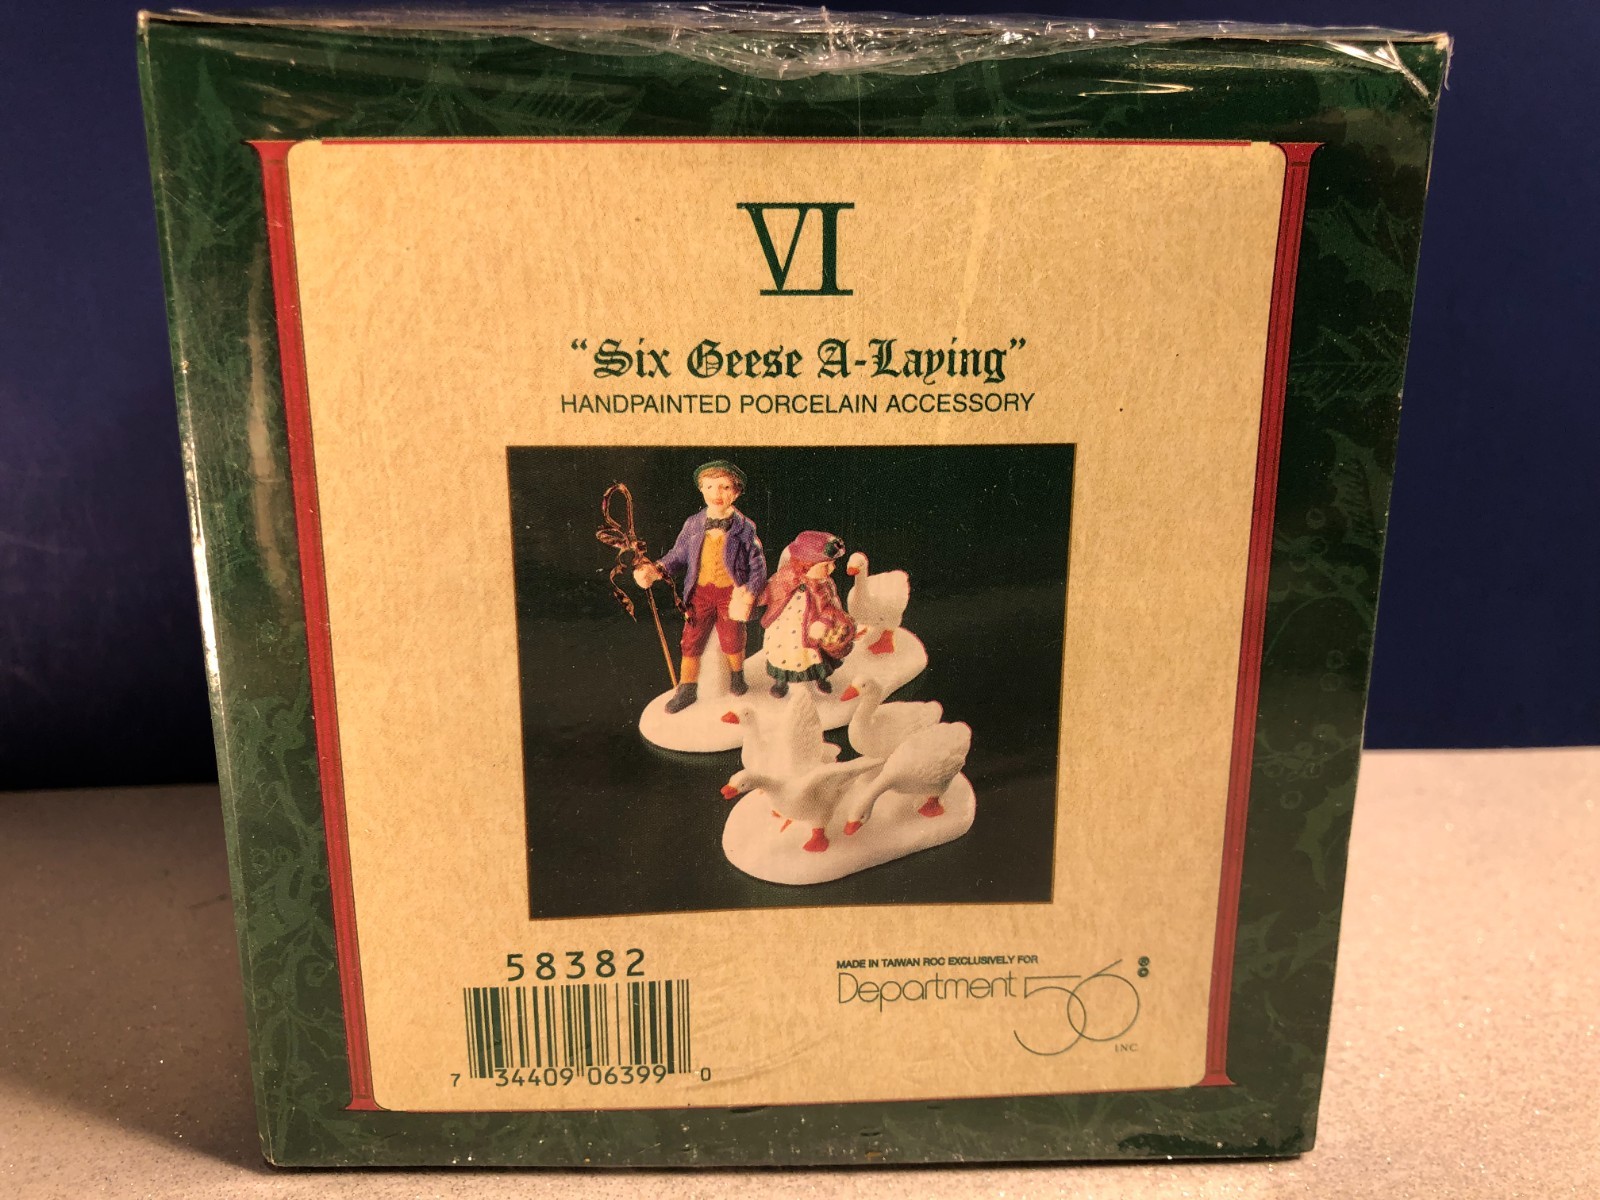 VI
“Six Geese A-Laying”
HANDPAINTED PORCELAIN ACCESSORY
58382
7 34409 06399 0
MADE IN TAIWAN ROC EXCLUSIVELY FOR
Department 56
INC.